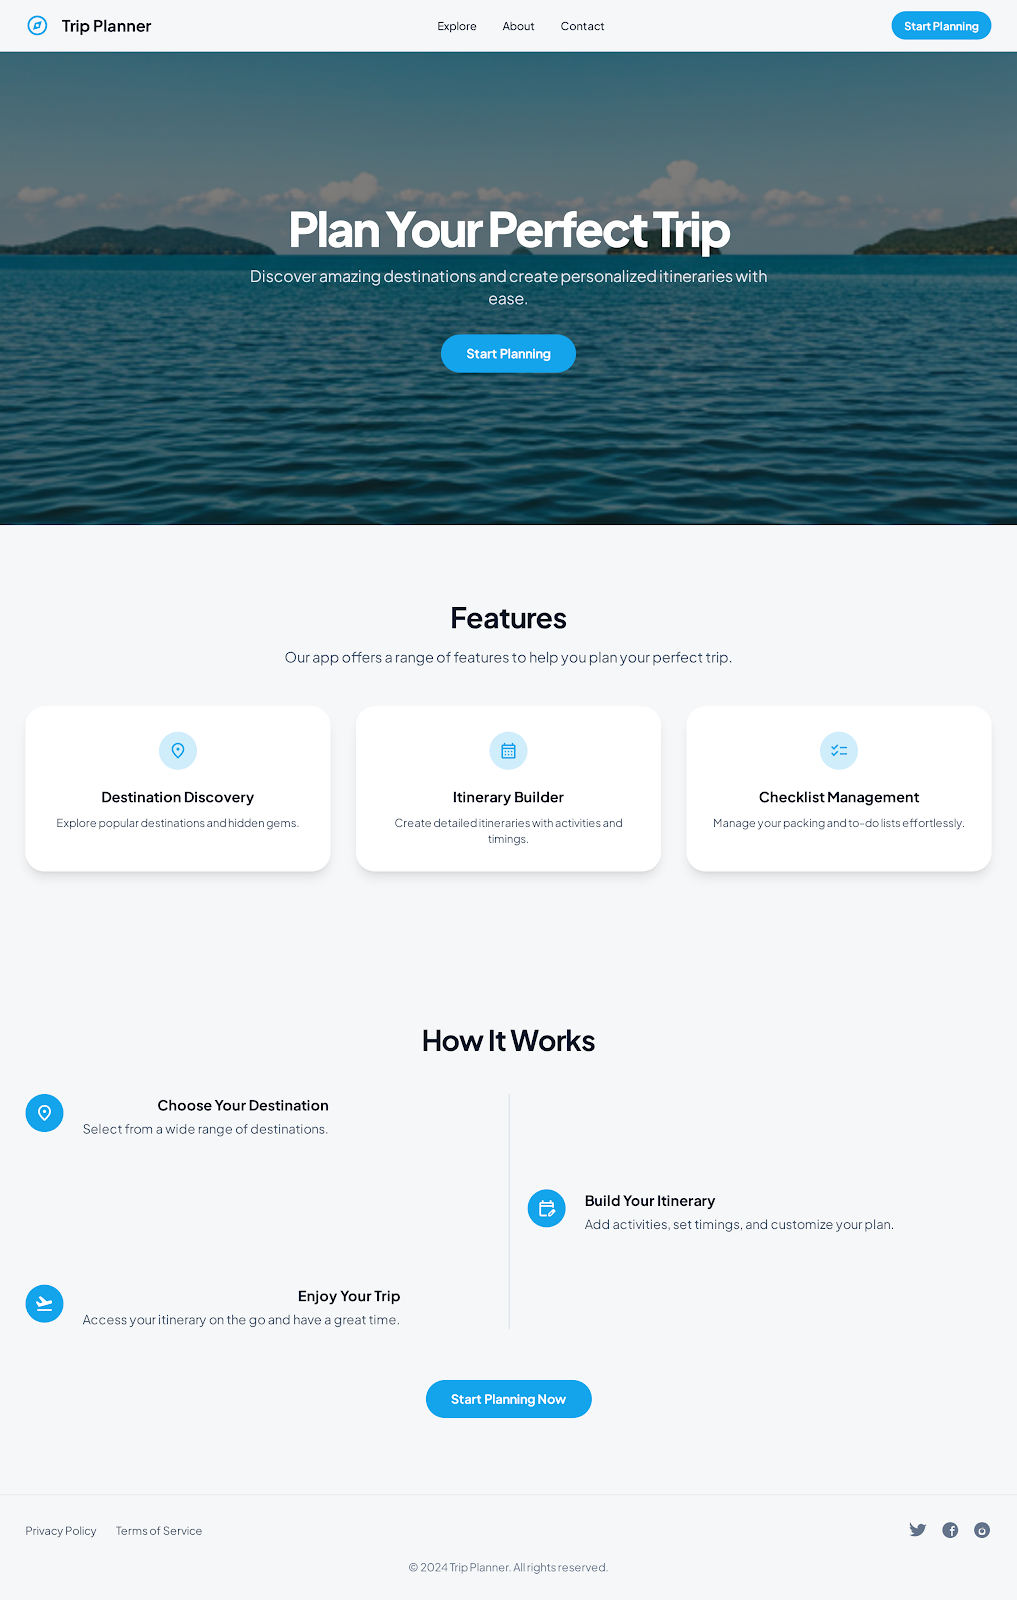 Trip Planner
Explore
About
Contact
Start Planning
Plan Your Perfect Trip
Discover amazing destinations and create personalized itineraries with
ease.
Start Planning
Features
Our app offers a range of features to help you plan your perfect trip.
Destination Discovery
Explore popular destinations and hidden gems.
Itinerary Builder
Create detailed itineraries with activities and
timings.
Checklist Management
Manage your packing and to-do lists effortlessly.
How It Works
Choose Your Destination
Select from a wide range of destinations.
Build Your Itinerary
Add activities, set timings, and customize your plan.
Enjoy Your Trip
Access your itinerary on the go and have a great time.
Start Planning Now
Privacy Policy
Terms of Service
© 2024 Trip Planner. All rights reserved.